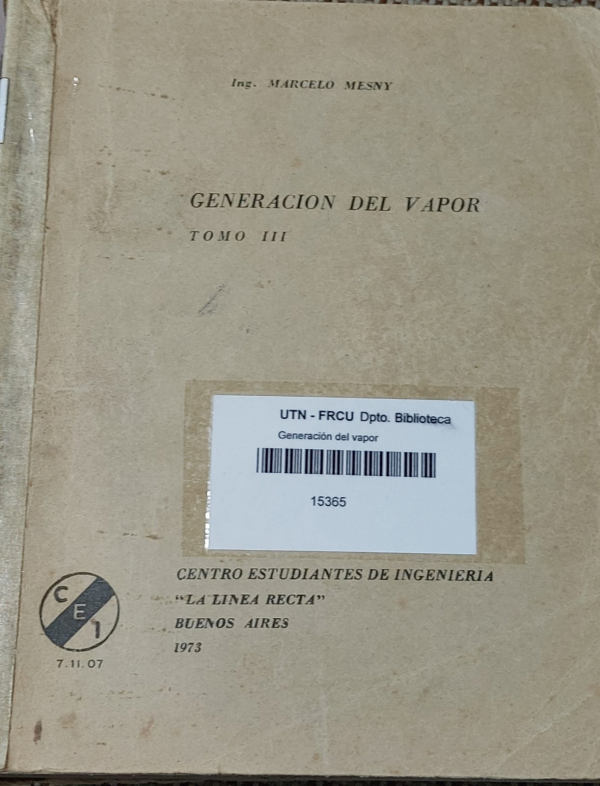 Ing. MARCELO MESNY
GENERACION DEL VAPOR
TOMO III
UTN - FRCU Dpto. Biblioteca
Generación del vapor
15365
CENTRO ESTUDIANTES DE INGENIERIA
"LA LINEA RECTA"
BUENOS AIRES
1973
C
E
I
7.11.07